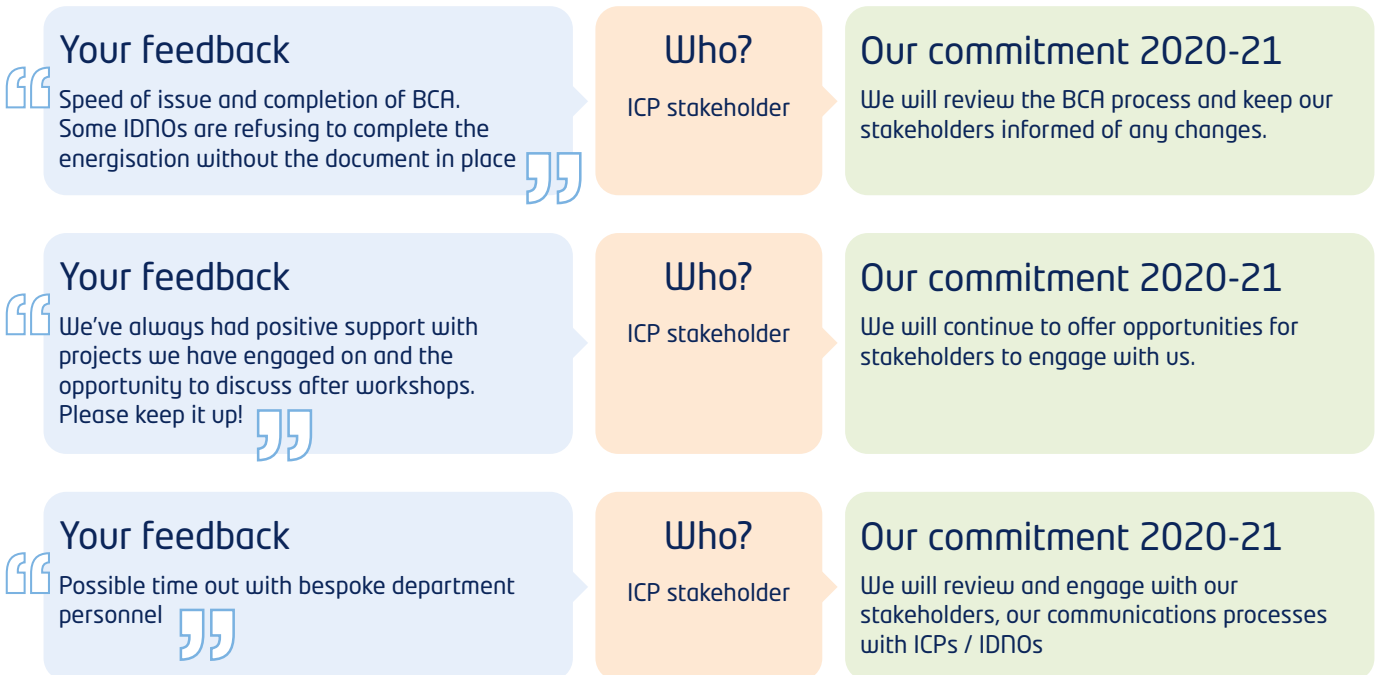 Your feedback
Speed of issue and completion of BCA.
Some IDNOs are refusing to complete the
energisation without the document in place
Who?
ICP stakeholder
Our commitment 2020-21
We will review the BCA process and keep our
stakeholders informed of any changes.
Your feedback
We've always had positive support with
projects we have engaged on and the
opportunity to discuss after workshops.
Please keep it up!
Who?
ICP stakeholder
Our commitment 2020-21
We will continue to offer opportunities for
stakeholders to engage with us.
Your feedback
Possible time out with bespoke department
personnel
Who?
ICP stakeholder
Our commitment 2020-21
We will review and engage with our
stakeholders, our communications processes
with ICPs / IDNOs